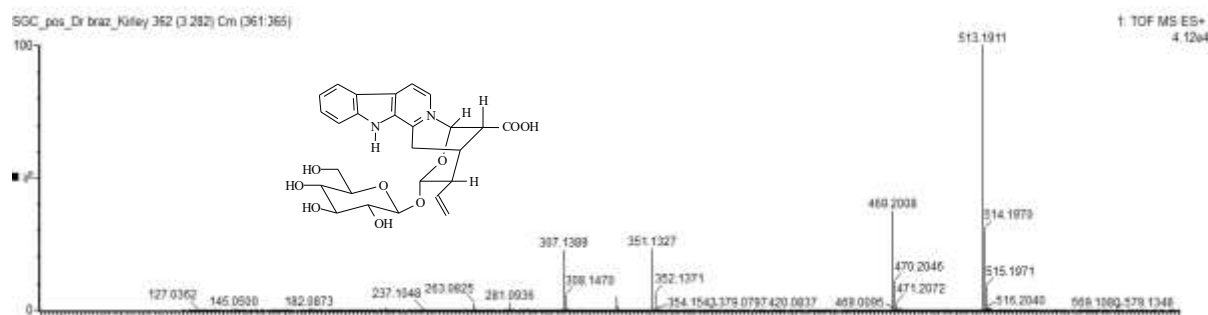 SGC_pos_Dr braz_Kirley 362 (3.282) Cm (361:365)
1: TOF MS ES+
4.12e4
100
%
0
513.1911
514.1970
515.1971
516.2040
469.2008
470.2046
471.2072
468.0095
351.1327
352.1371
354.1543
379.0797
420.0837
307.1389
308.1470
281.0936
263.0825
237.1048
182.0873
145.0500
127.0362
569.1080
579.1348
H
H
N
COOH
N
H
O
HO
HO
O
H
HO
O
OH